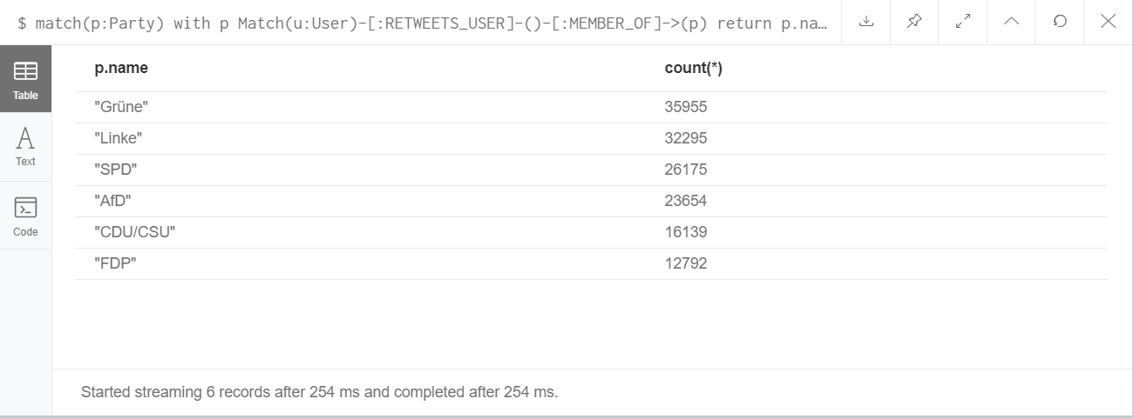 $ match(p:Party) with p Match(u:User)-[:RETWEETS_USER]-()-[:MEMBER_OF]->(p) return p.na…
Table
Text
Code
p.name count(*)
"Grüne" 35955
"Linke" 32295
"SPD" 26175
"AfD" 23654
"CDU/CSU" 16139
"FDP" 12792
Started streaming 6 records after 254 ms and completed after 254 ms.